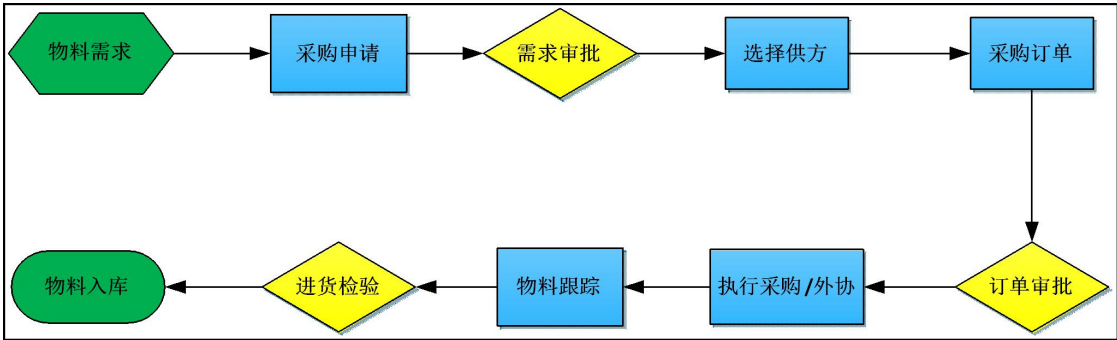 物料需求
采购申请
需求审批
选择供方
采购订单
订单审批
执行采购/外协
物料跟踪
进货检验
物料入库